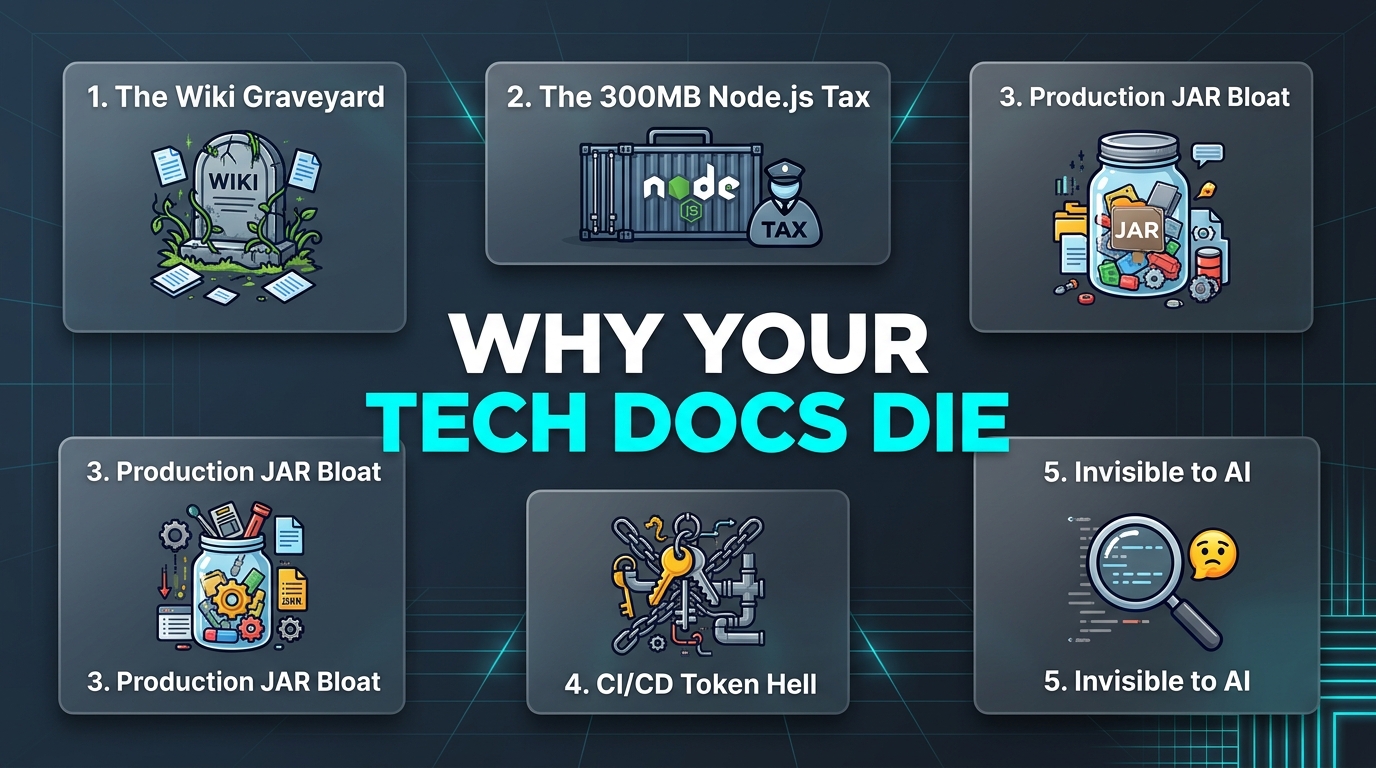 1. The Wiki Graveyard
WIKI
2. The 300MB Node.js Tax
node
JS
TAX
3. Production JAR Bloat
JAR
WHY YOUR
TECH DOCS DIE
3. Production JAR Bloat
3. Production JAR Bloat
4. CI/CD Token Hell
5. Invisible to AI
5. Invisible to AI